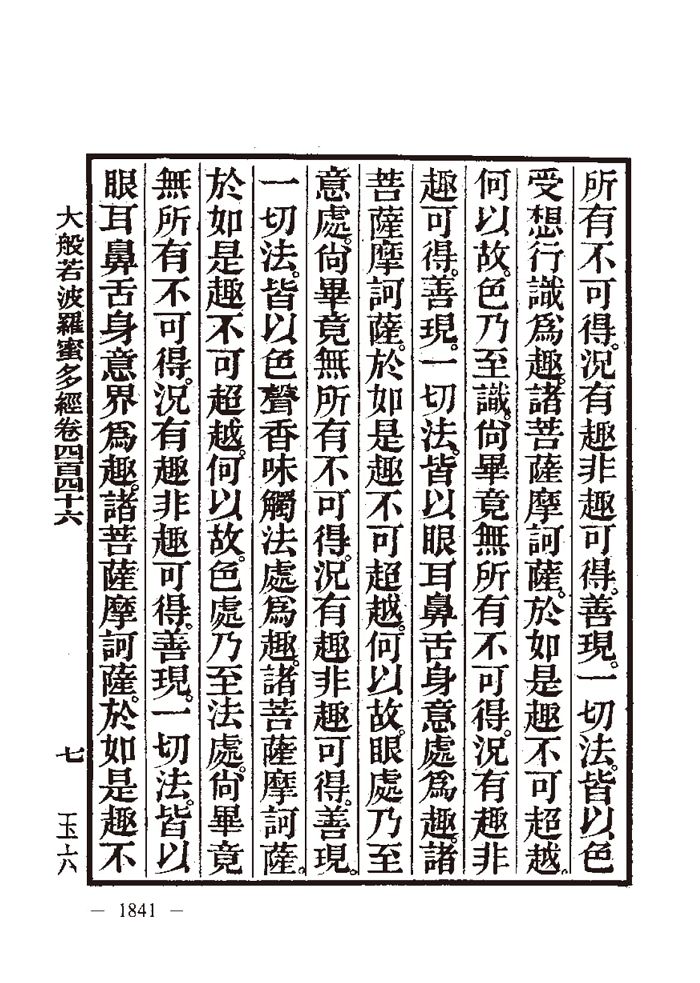 所有不可得。況有趣非趣可得。善現。一切法。皆以色
受想行識爲趣。諸菩薩摩訶薩。於如是趣不可超越。
何以故。色乃至識。尙畢竟無所有不可得。況有趣非
趣可得。善現。一切法。皆以眼耳鼻舌身意處爲趣。諸
菩薩摩訶薩。於如是趣不可超越。何以故。眼處乃至
意處。尙畢竟無所有不可得。況有趣非趣可得。善現。
一切法。皆以色聲香味觸法處爲趣。諸菩薩摩訶薩。
於如是趣不可超越。何以故。色處乃至法處。尙畢竟
無所有不可得。況有趣非趣可得。善現。一切法。皆以
眼耳鼻舌身意界爲趣。諸菩薩摩訶薩。於如是趣不
大般若波羅蜜多經卷四百四十六 七 玉六
— 1841 —